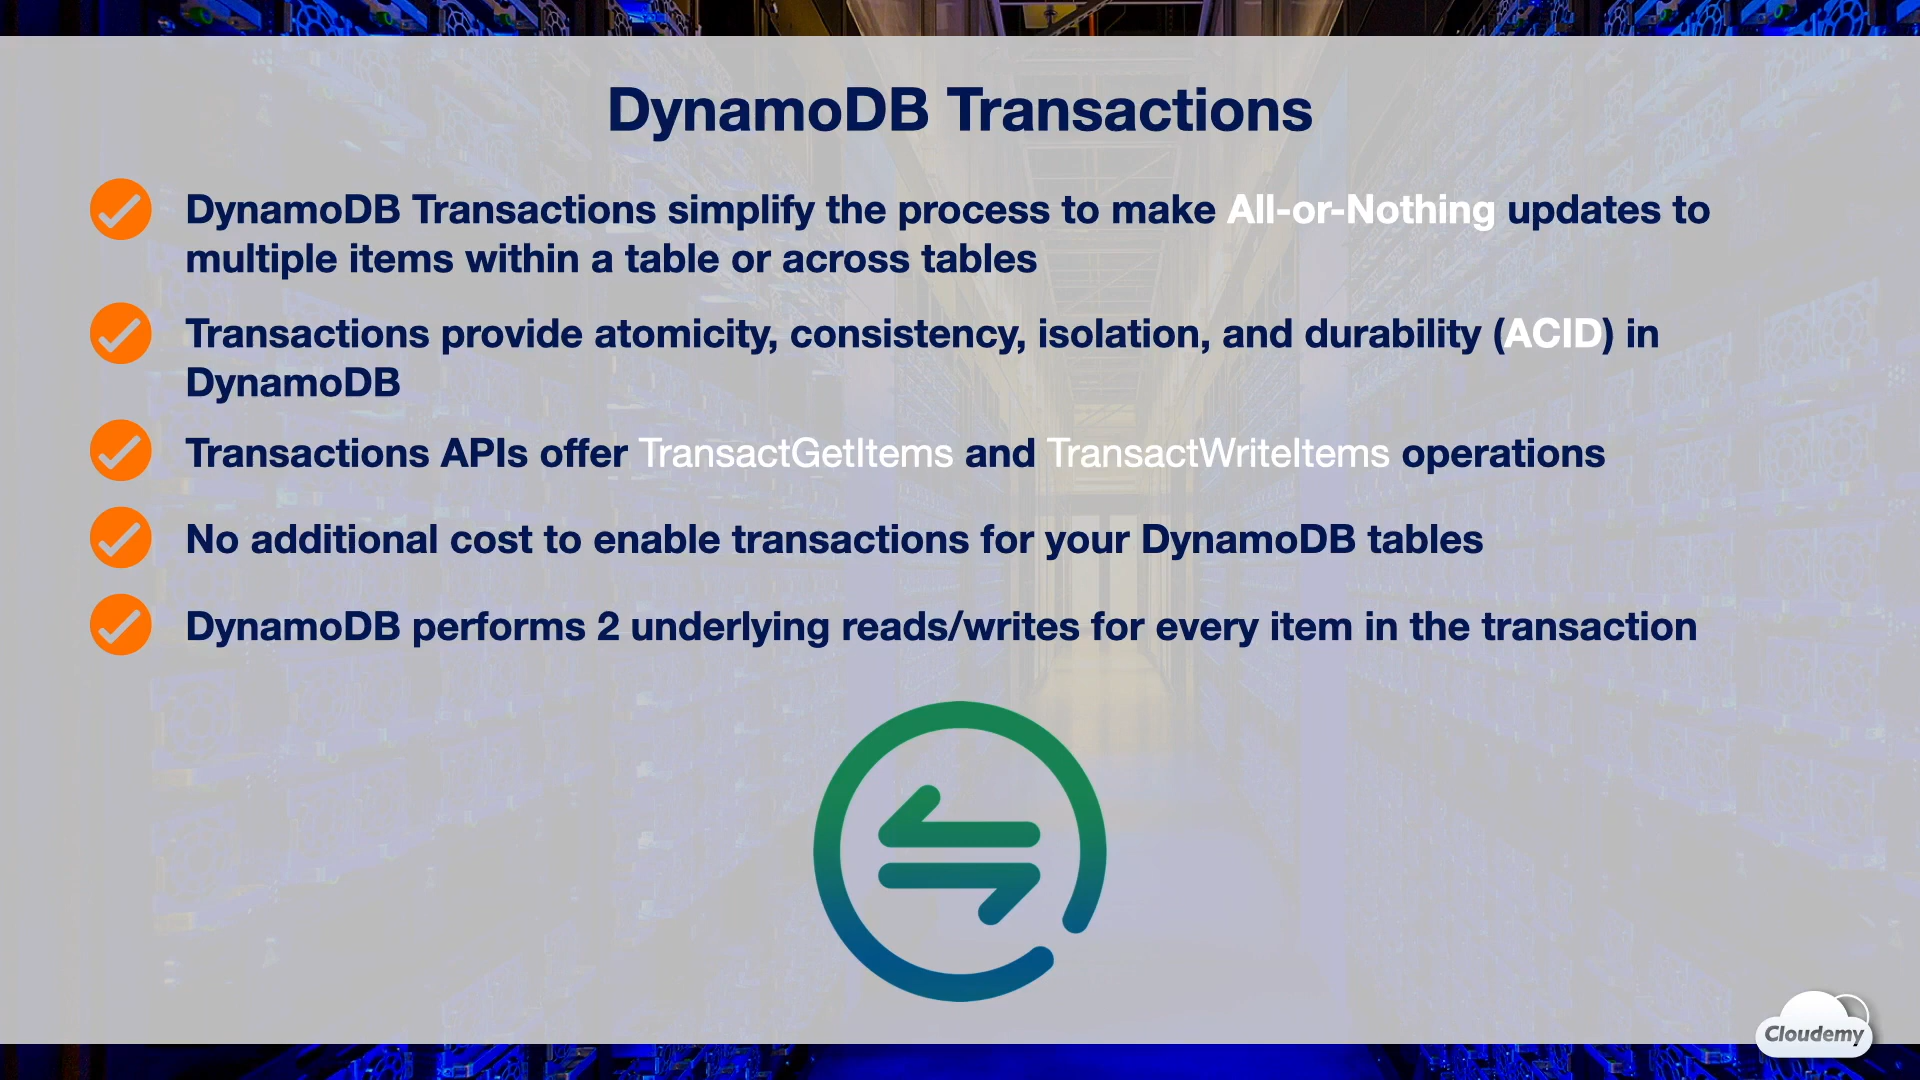 DynamoDB Transactions
DynamoDB Transactions simplify the process to make All-or-Nothing updates to
multiple items within a table or across tables
Transactions provide atomicity, consistency, isolation, and durability (ACID) in
DynamoDB
Transactions APIs offer TransactGetItems and TransactWriteItems operations
No additional cost to enable transactions for your DynamoDB tables
DynamoDB performs 2 underlying reads/writes for every item in the transaction
Cloudemy